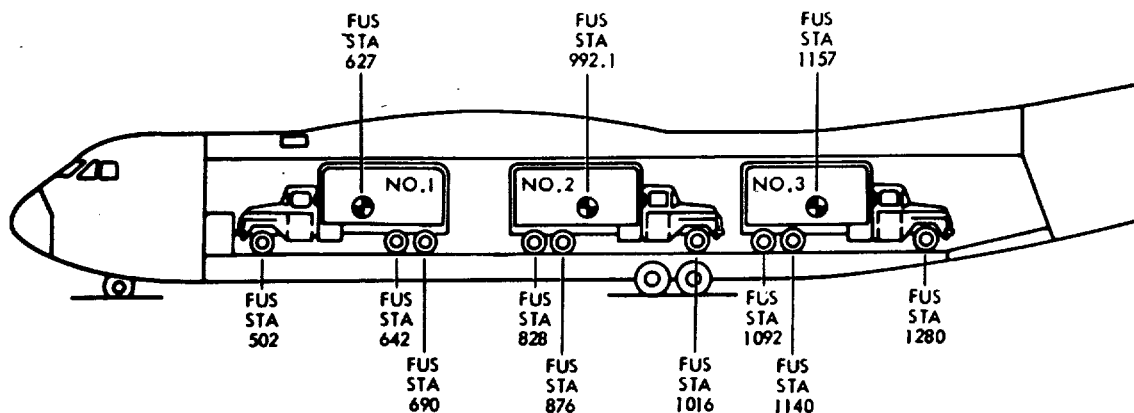 FUS
STA
627
FUS
STA
992.1
FUS
STA
1157
NO.1
NO.2
NO.3
FUS
STA
502
FUS
STA
642
FUS
STA
690
FUS
STA
828
FUS
STA
876
FUS
STA
1016
FUS
STA
1092
FUS
STA
1140
FUS
STA
1280